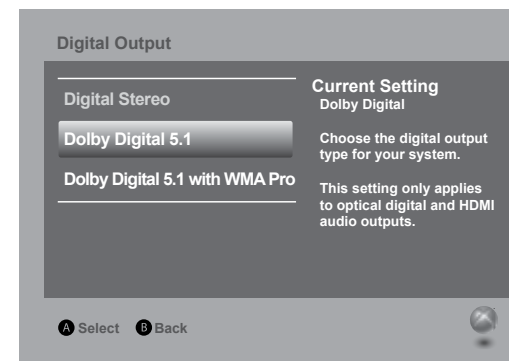 Digital Output
Digital Stereo
Dolby Digital 5.1
Dolby Digital 5.1 with WMA Pro
Current Setting
Dolby Digital
Choose the digital output
type for your system.
This setting only applies
to optical digital and HDMI
audio outputs.
A Select B Back